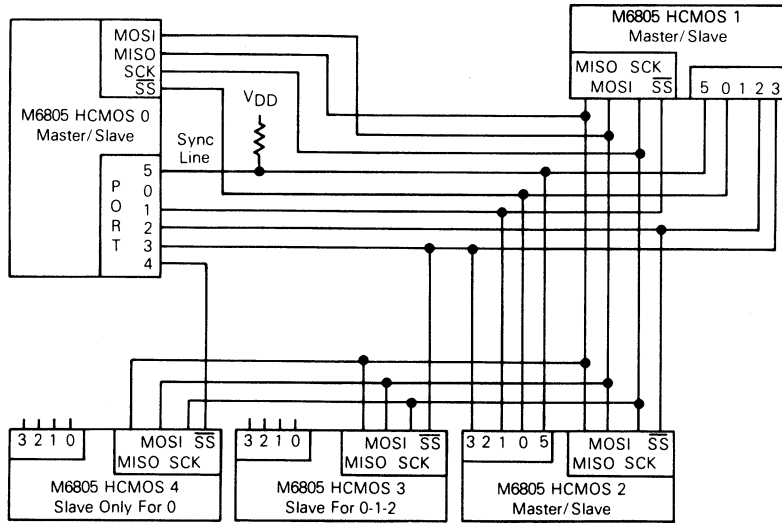 MOSI
MISO
SCK
SS
M6805 HCMOS 0
Master/Slave
5
P 0
O 1
R 2
T 3
4
Sync
Line
VDD
M6805 HCMOS 1
Master/Slave
MISO SCK
MOSI SS
5 0 1 2 3
3 2 1 0
MOSI SS
MISO SCK
M6805 HCMOS 4
Slave Only For 0
3 2 1 0
MOSI SS
MISO SCK
M6805 HCMOS 3
Slave For 0-1-2
3 2 1 0 5
MOSI SS
MISO SCK
M6805 HCMOS 2
Master/Slave